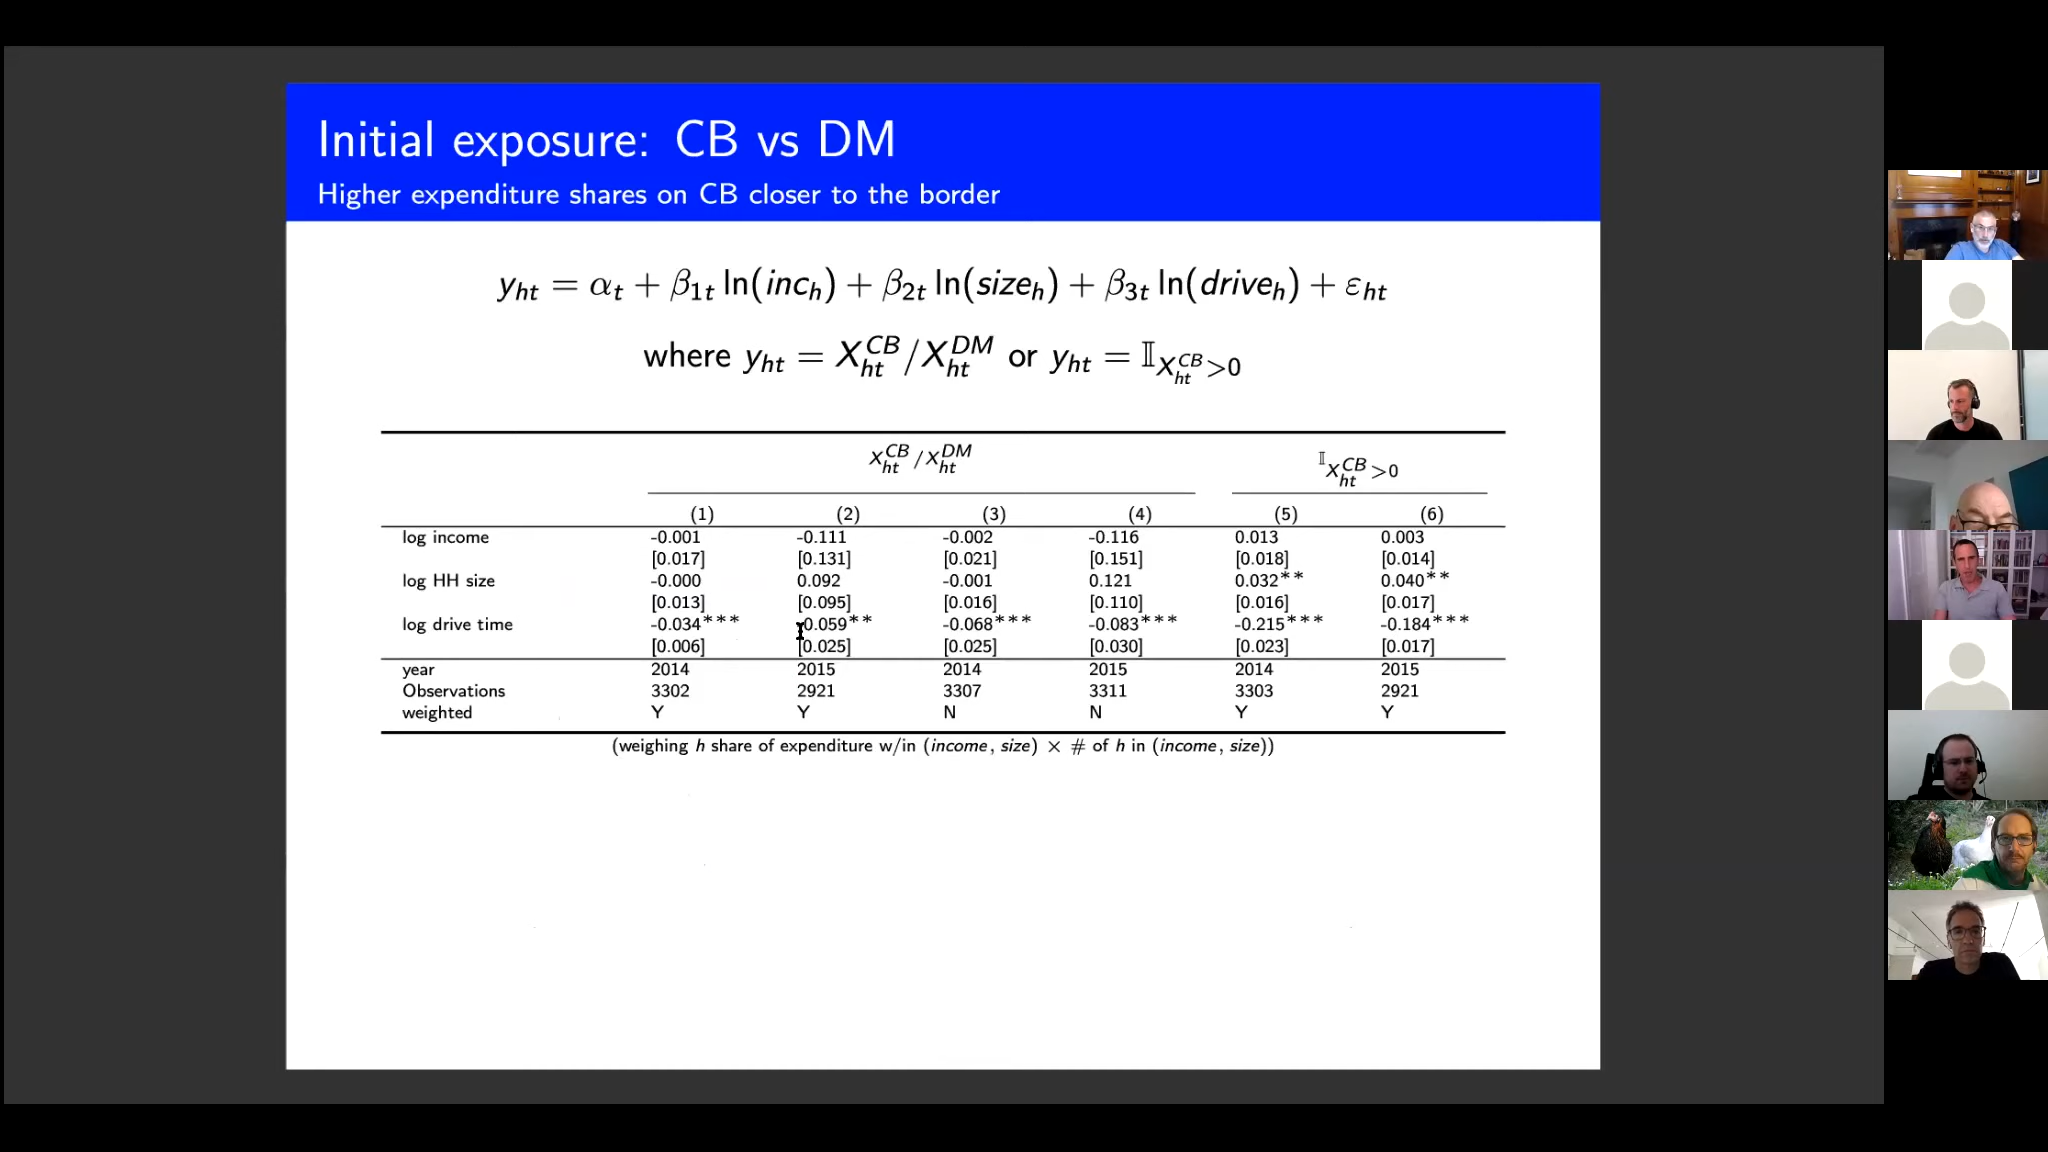 Initial exposure: CB vs DM
Higher expenditure shares on CB closer to the border
y_ht = α_t + β_1t ln(inc_h) + β_2t ln(size_h) + β_3t ln(drive_h) + ε_ht
where y_ht = X_ht^CB / X_ht^DM or y_ht = 𝕀_{X_ht^CB > 0}
X_ht^CB / X_ht^DM 𝕀_{X_ht^CB > 0}
(1) (2) (3) (4) (5) (6)
log income -0.001 -0.111 -0.002 -0.116 0.013 0.003
[0.017] [0.131] [0.021] [0.151] [0.018] [0.014]
log HH size -0.000 0.092 -0.001 0.121 0.032** 0.040**
[0.013] [0.095] [0.016] [0.110] [0.016] [0.017]
log drive time -0.034*** -0.059** -0.068*** -0.083*** -0.215*** -0.184***
[0.006] [0.025] [0.025] [0.030] [0.023] [0.017]
year 2014 2015 2014 2015 2014 2015
Observations 3302 2921 3307 3311 3303 2921
weighted Y Y N N Y Y
(weighing h share of expenditure w/in (income, size) × # of h in (income, size))